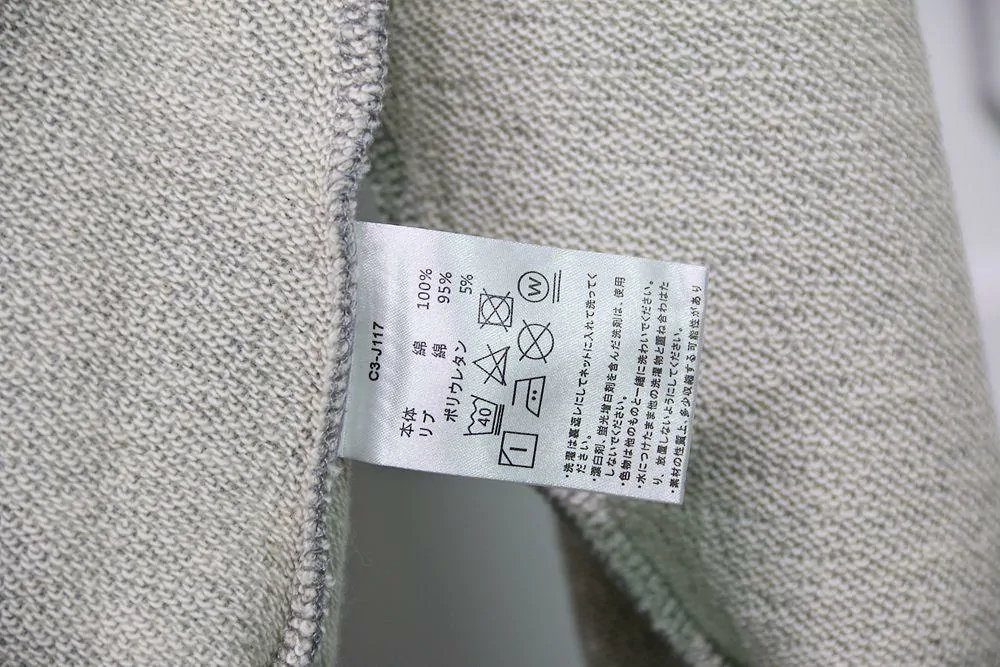 C3-J117
本体 綿 100%
リブ 綿 95%
ポリウレタン 5%
40
W
・洗濯は裏返しにしてネットに入れて洗ってく
ださい。
・漂白剤、蛍光増白剤を含んだ洗剤は、使用
しないでください。
・色物は他のものと一緒に洗わいでください。
・水につけたまま他の洗濯物と重ね合わはた
り、放置しないようにしてください。
・素材の性質上、多少収縮する可能性があり